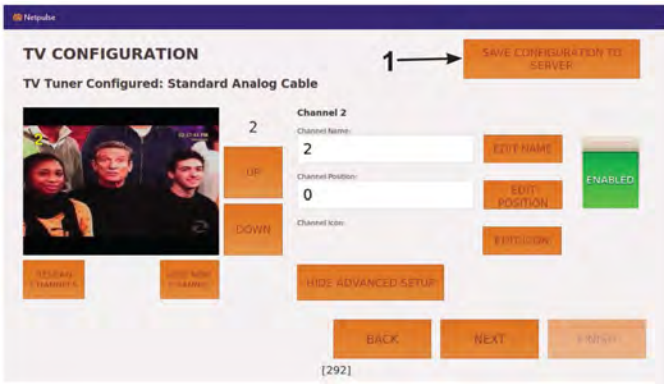 Netpulse
TV CONFIGURATION
1
SAVE CONFIGURATION TO
SERVER
TV Tuner Configured: Standard Analog Cable
2
2
UP
DOWN
Channel 2
Channel Name:
2
EDIT NAME
Channel Position:
0
EDIT
POSITION
Channel Icon:
EDIT ICON
ENABLED
RESCAN
CHANNELS
ADD NEW
CHANNEL
HIDE ADVANCED SETUP
BACK
NEXT
FINISH
[292]